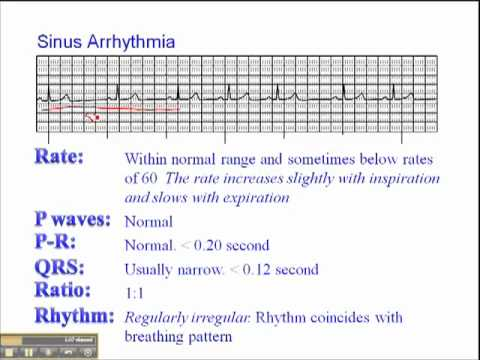 Sinus Arrhythmia
Rate: Within normal range and sometimes below rates
of 60 The rate increases slightly with inspiration
and slows with expiration
P waves: Normal
P-R: Normal. < 0.20 second
QRS: Usually narrow. < 0.12 second
Ratio: 1:1
Rhythm: Regularly irregular. Rhythm coincides with
breathing pattern